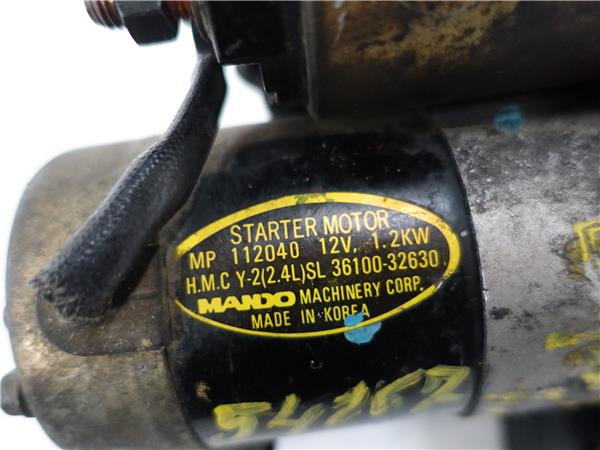 STARTER MOTOR
MP 112040 12V, 1.2KW
H.M.C Y-2(2.4L)SL 36100-32630
MANDO MACHINERY CORP.
MADE IN KOREA